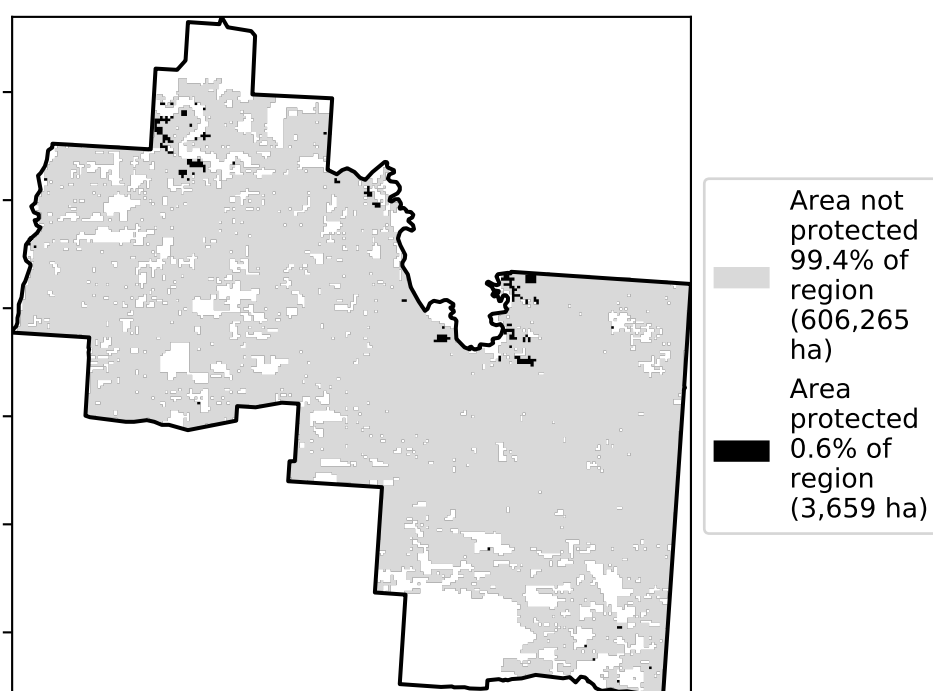 Area not
protected
99.4% of
region
(606,265
ha)
Area
protected
0.6% of
region
(3,659 ha)